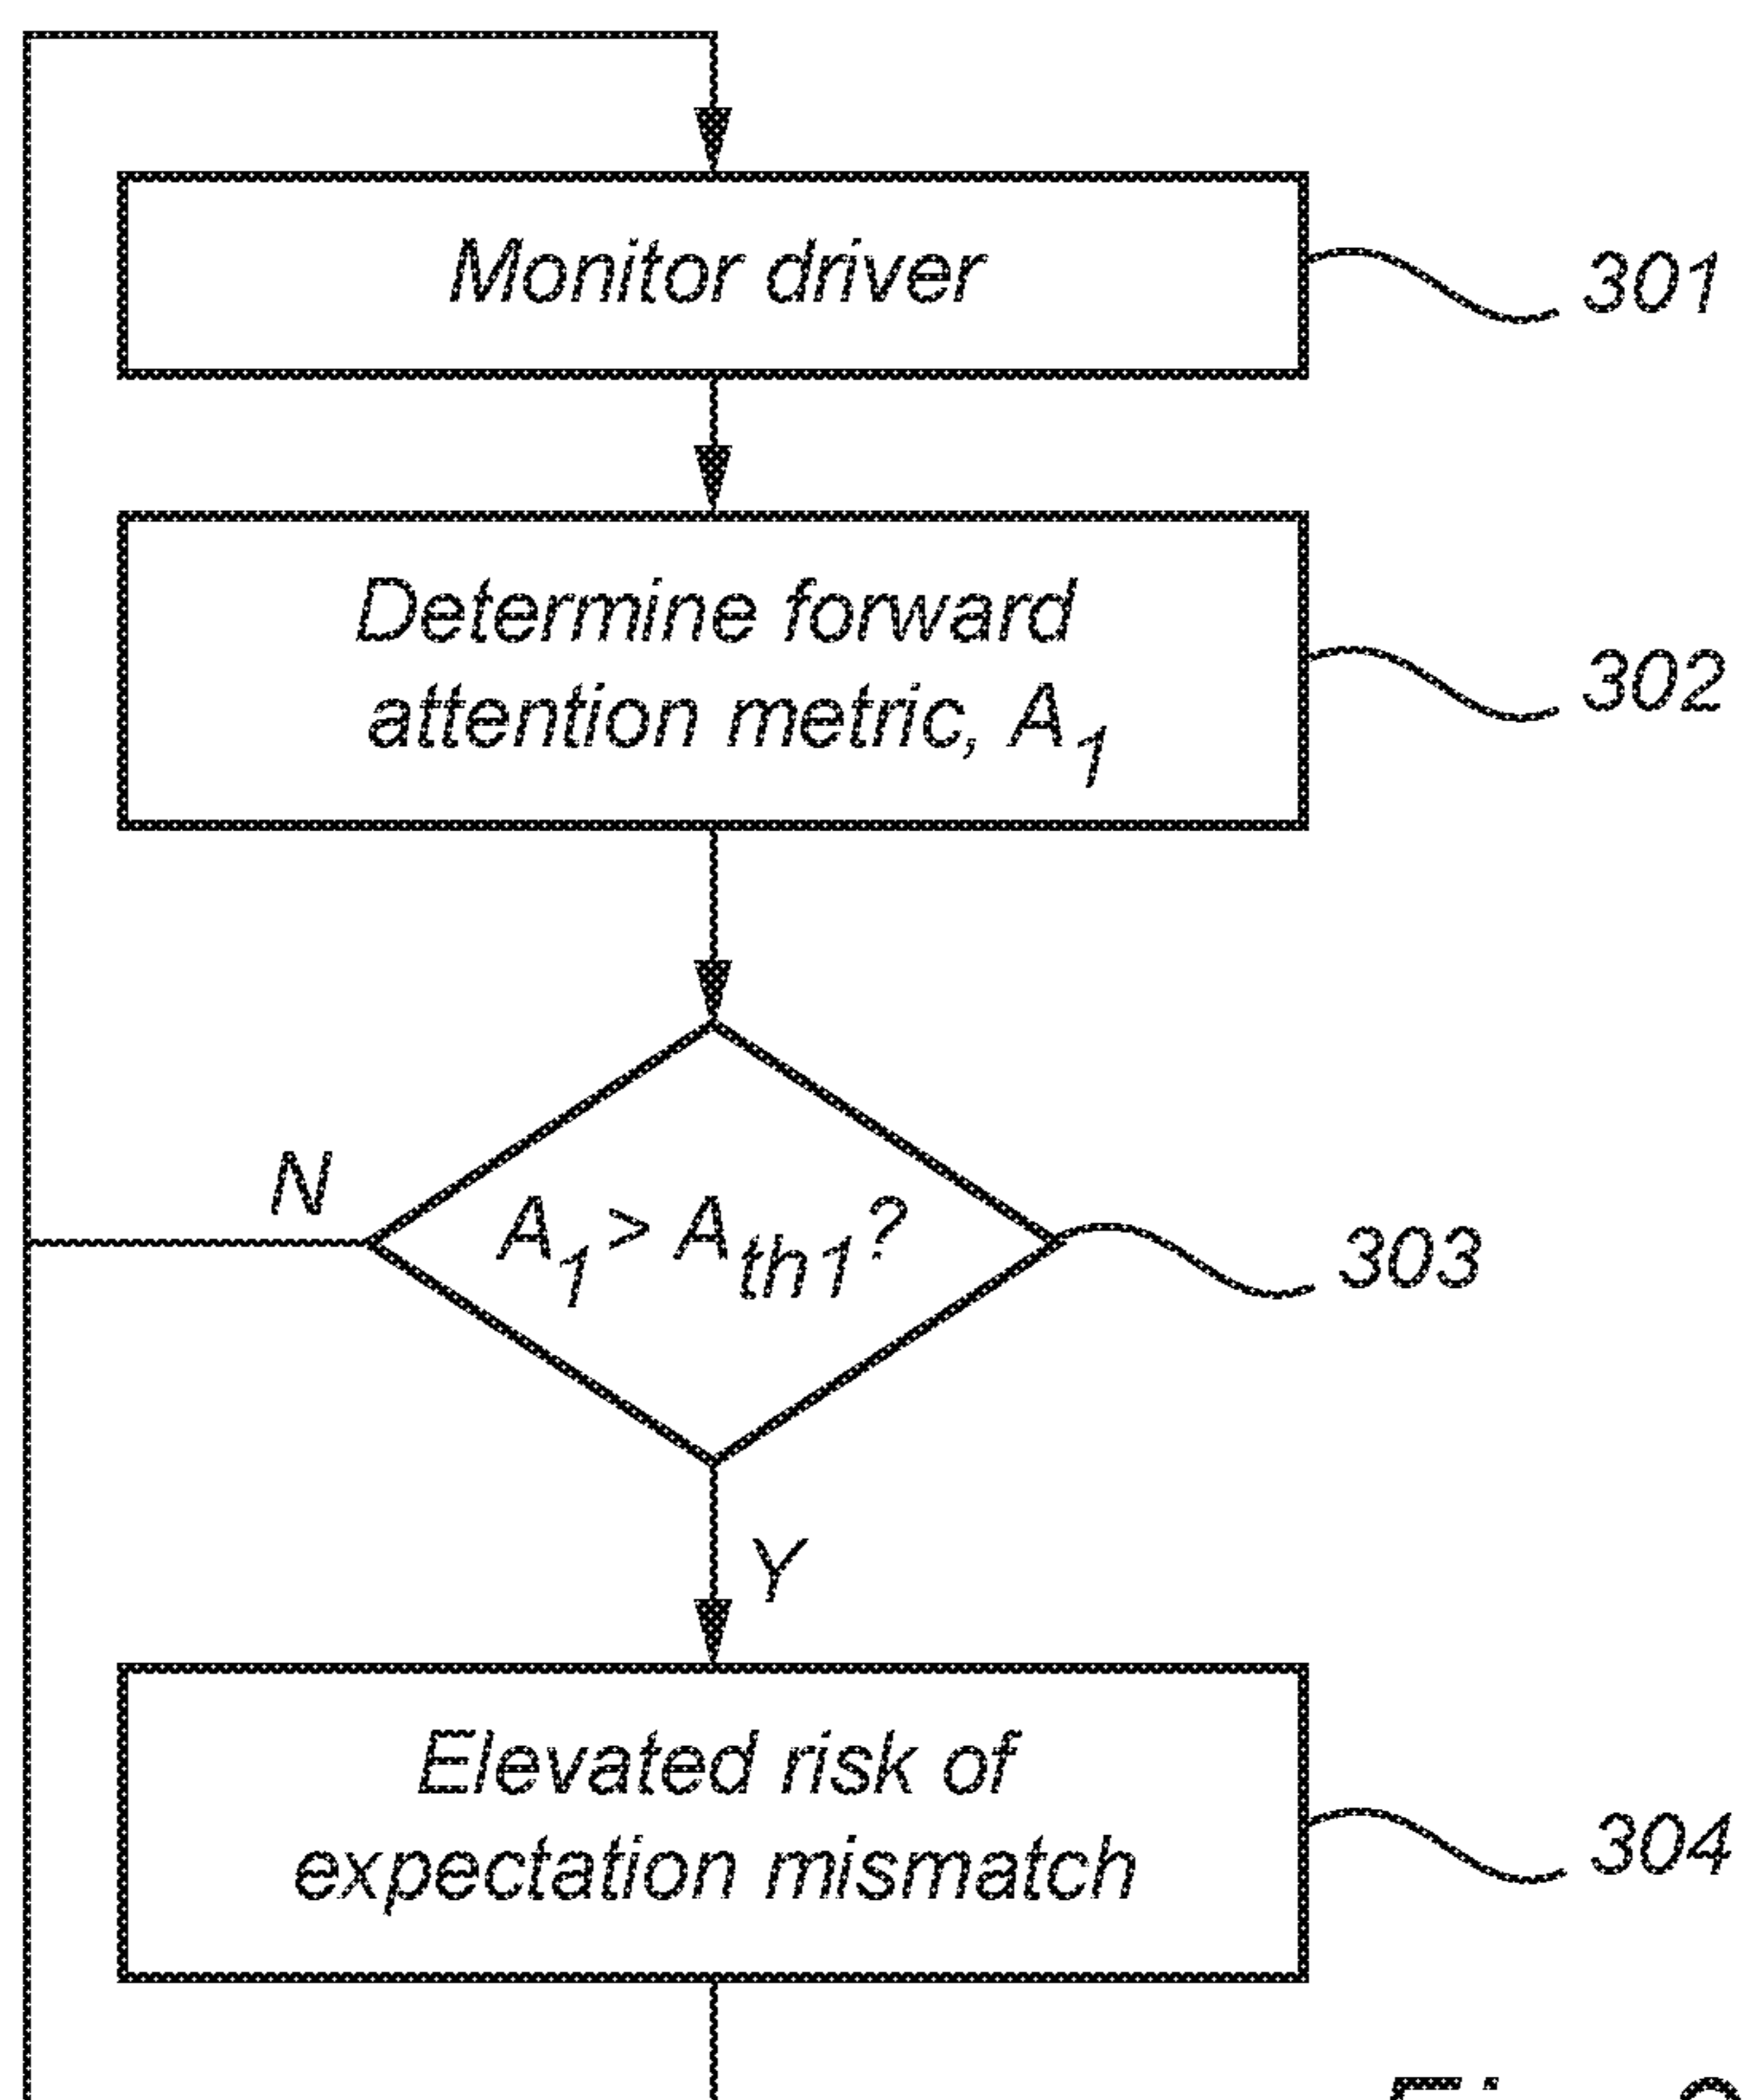 Monitor driver
301
Determine forward
attention metric, A1
302
N
A1 > Ath1?
303
Y
Elevated risk of
expectation mismatch
304